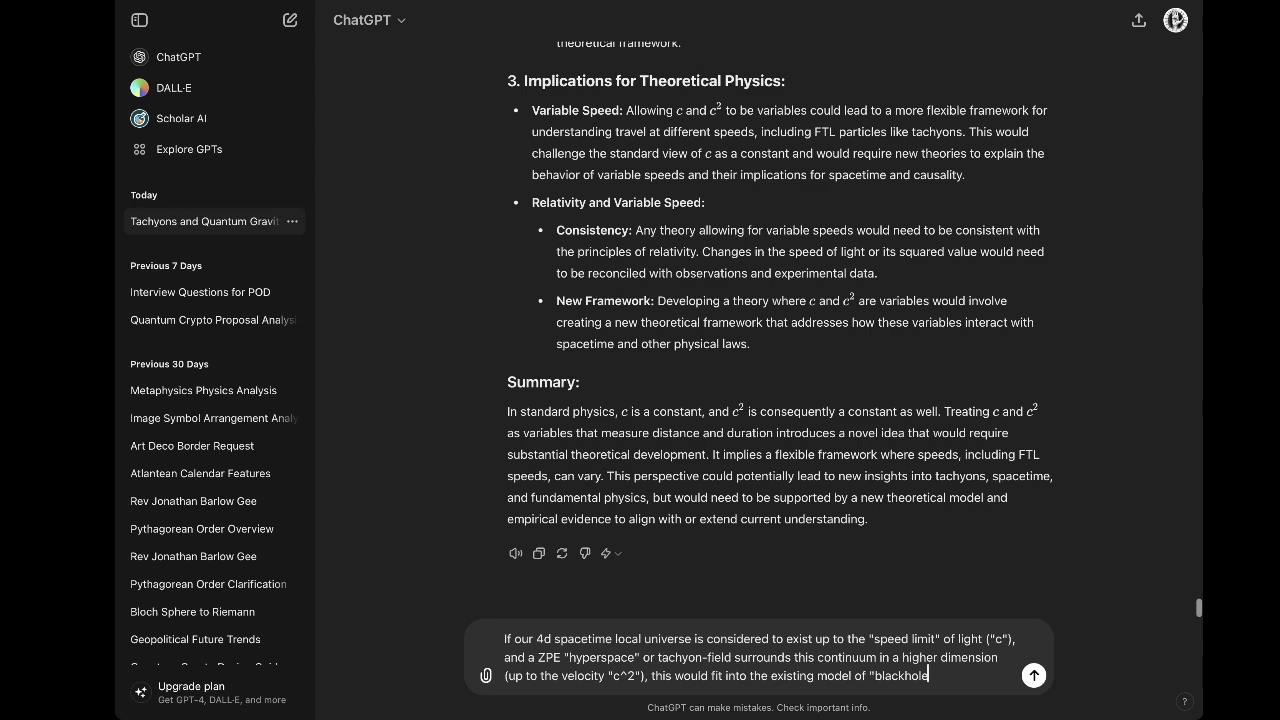 ChatGPT
DALL·E
Scholar AI
Explore GPTs
Today
Tachyons and Quantum Gravit
Previous 7 Days
Interview Questions for POD
Quantum Crypto Proposal Analysi
Previous 30 Days
Metaphysics Physics Analysis
Image Symbol Arrangement Analy
Art Deco Border Request
Atlantean Calendar Features
Rev Jonathan Barlow Gee
Pythagorean Order Overview
Rev Jonathan Barlow Gee
Pythagorean Order Clarification
Bloch Sphere to Riemann
Geopolitical Future Trends
Upgrade plan
Get GPT-4, DALL·E, and more
ChatGPT
theoretical framework.
3. Implications for Theoretical Physics:
• Variable Speed: Allowing c and c² to be variables could lead to a more flexible framework for
understanding travel at different speeds, including FTL particles like tachyons. This would
challenge the standard view of c as a constant and would require new theories to explain the
behavior of variable speeds and their implications for spacetime and causality.
• Relativity and Variable Speed:
• Consistency: Any theory allowing for variable speeds would need to be consistent with
the principles of relativity. Changes in the speed of light or its squared value would need
to be reconciled with observations and experimental data.
• New Framework: Developing a theory where c and c² are variables would involve
creating a new theoretical framework that addresses how these variables interact with
spacetime and other physical laws.
Summary:
In standard physics, c is a constant, and c² is consequently a constant as well. Treating c and c²
as variables that measure distance and duration introduces a novel idea that would require
substantial theoretical development. It implies a flexible framework where speeds, including FTL
speeds, can vary. This perspective could potentially lead to new insights into tachyons, spacetime,
and fundamental physics, but would need to be supported by a new theoretical model and
empirical evidence to align with or extend current understanding.
If our 4d spacetime local universe is considered to exist up to the "speed limit" of light ("c"),
and a ZPE "hyperspace" or tachyon-field surrounds this continuum in a higher dimension
(up to the velocity "c^2"), this would fit into the existing model of "blackhole
ChatGPT can make mistakes. Check important info.
?